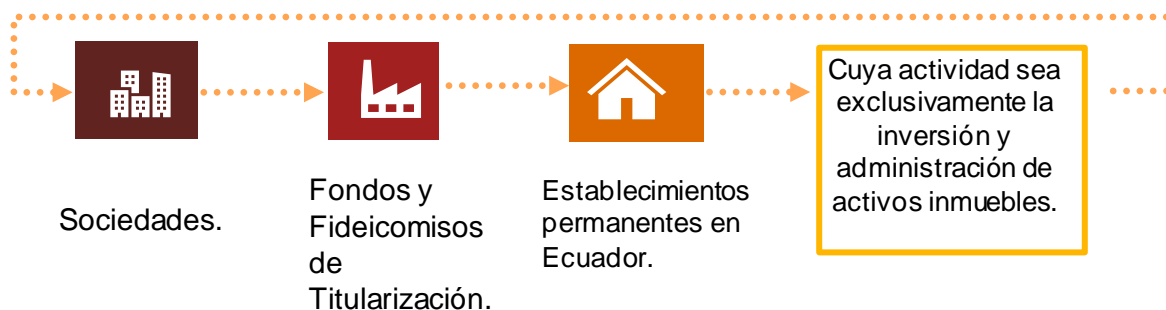 Sociedades.
Fondos y
Fideicomisos
de
Titularización.
Establecimientos
permanentes en
Ecuador.
Cuya actividad sea
exclusivamente la
inversión y
administración de
activos inmuebles.